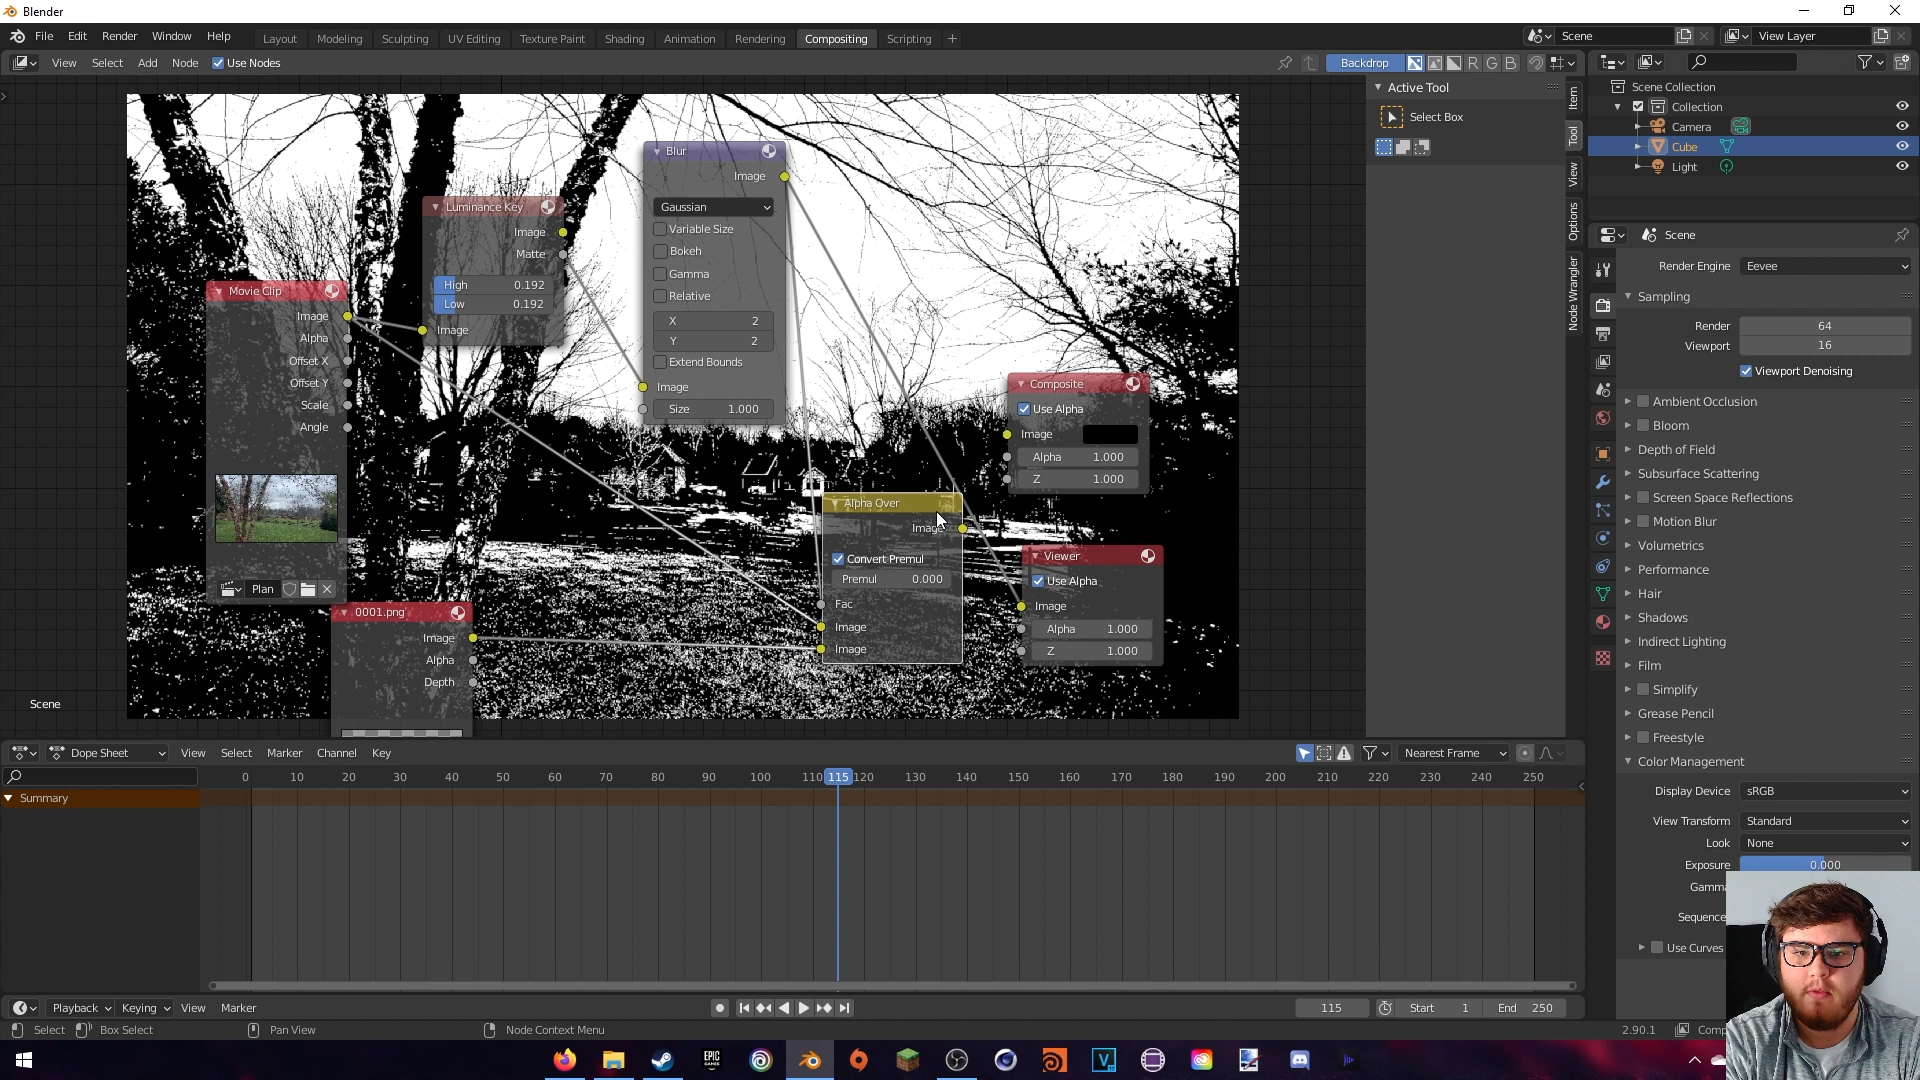 Blender
File Edit Render Window Help
Layout Modeling Sculpting UV Editing Texture Paint Shading Animation Rendering Compositing Scripting
Scene View Layer
View Select Add Node Use Nodes
Backdrop R G B
Active Tool
Select Box
Item
Tool
View
Options
Node Wrangler
Scene Collection
Collection
Camera
Cube
Light
Scene
Render Engine Eevee
Sampling
Render 64
Viewport 16
Viewport Denoising
Ambient Occlusion
Bloom
Depth of Field
Subsurface Scattering
Screen Space Reflections
Motion Blur
Volumetrics
Performance
Hair
Shadows
Indirect Lighting
Film
Simplify
Grease Pencil
Freestyle
Color Management
Display Device sRGB
View Transform Standard
Look None
Exposure 0.000
Gamma
Sequence
Use Curves
Movie Clip
Image
Alpha
Offset X
Offset Y
Scale
Angle
Plan
Luminance Key
Image
Matte
High 0.192
Low 0.192
Image
Blur
Image
Gaussian
Variable Size
Bokeh
Gamma
Relative
X 2
Y 2
Extend Bounds
Image
Size 1.000
0001.png
Image
Alpha
Depth
Alpha Over
Image
Convert Premul
Premul 0.000
Fac
Image
Image
Composite
Use Alpha
Image
Alpha 1.000
Z 1.000
Viewer
Use Alpha
Image
Alpha 1.000
Z 1.000
Scene
Dope Sheet View Select Marker Channel Key Nearest Frame
0 10 20 30 40 50 60 70 80 90 100 110 115 120 130 140 150 160 170 180 190 200 210 220 230 240 250
Summary
Playback Keying View Marker 115 Start 1 End 250
Select Box Select Pan View Node Context Menu 2.90.1 Comp
EPIC GAMES
V